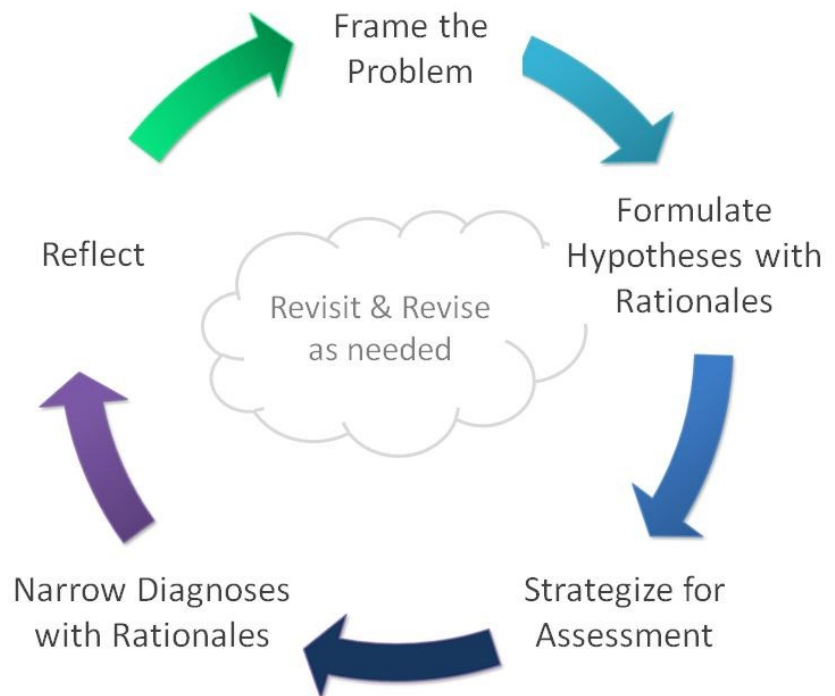 Frame the
Problem
Formulate
Hypotheses with
Rationales
Strategize for
Assessment
Narrow Diagnoses
with Rationales
Reflect
Revisit & Revise
as needed